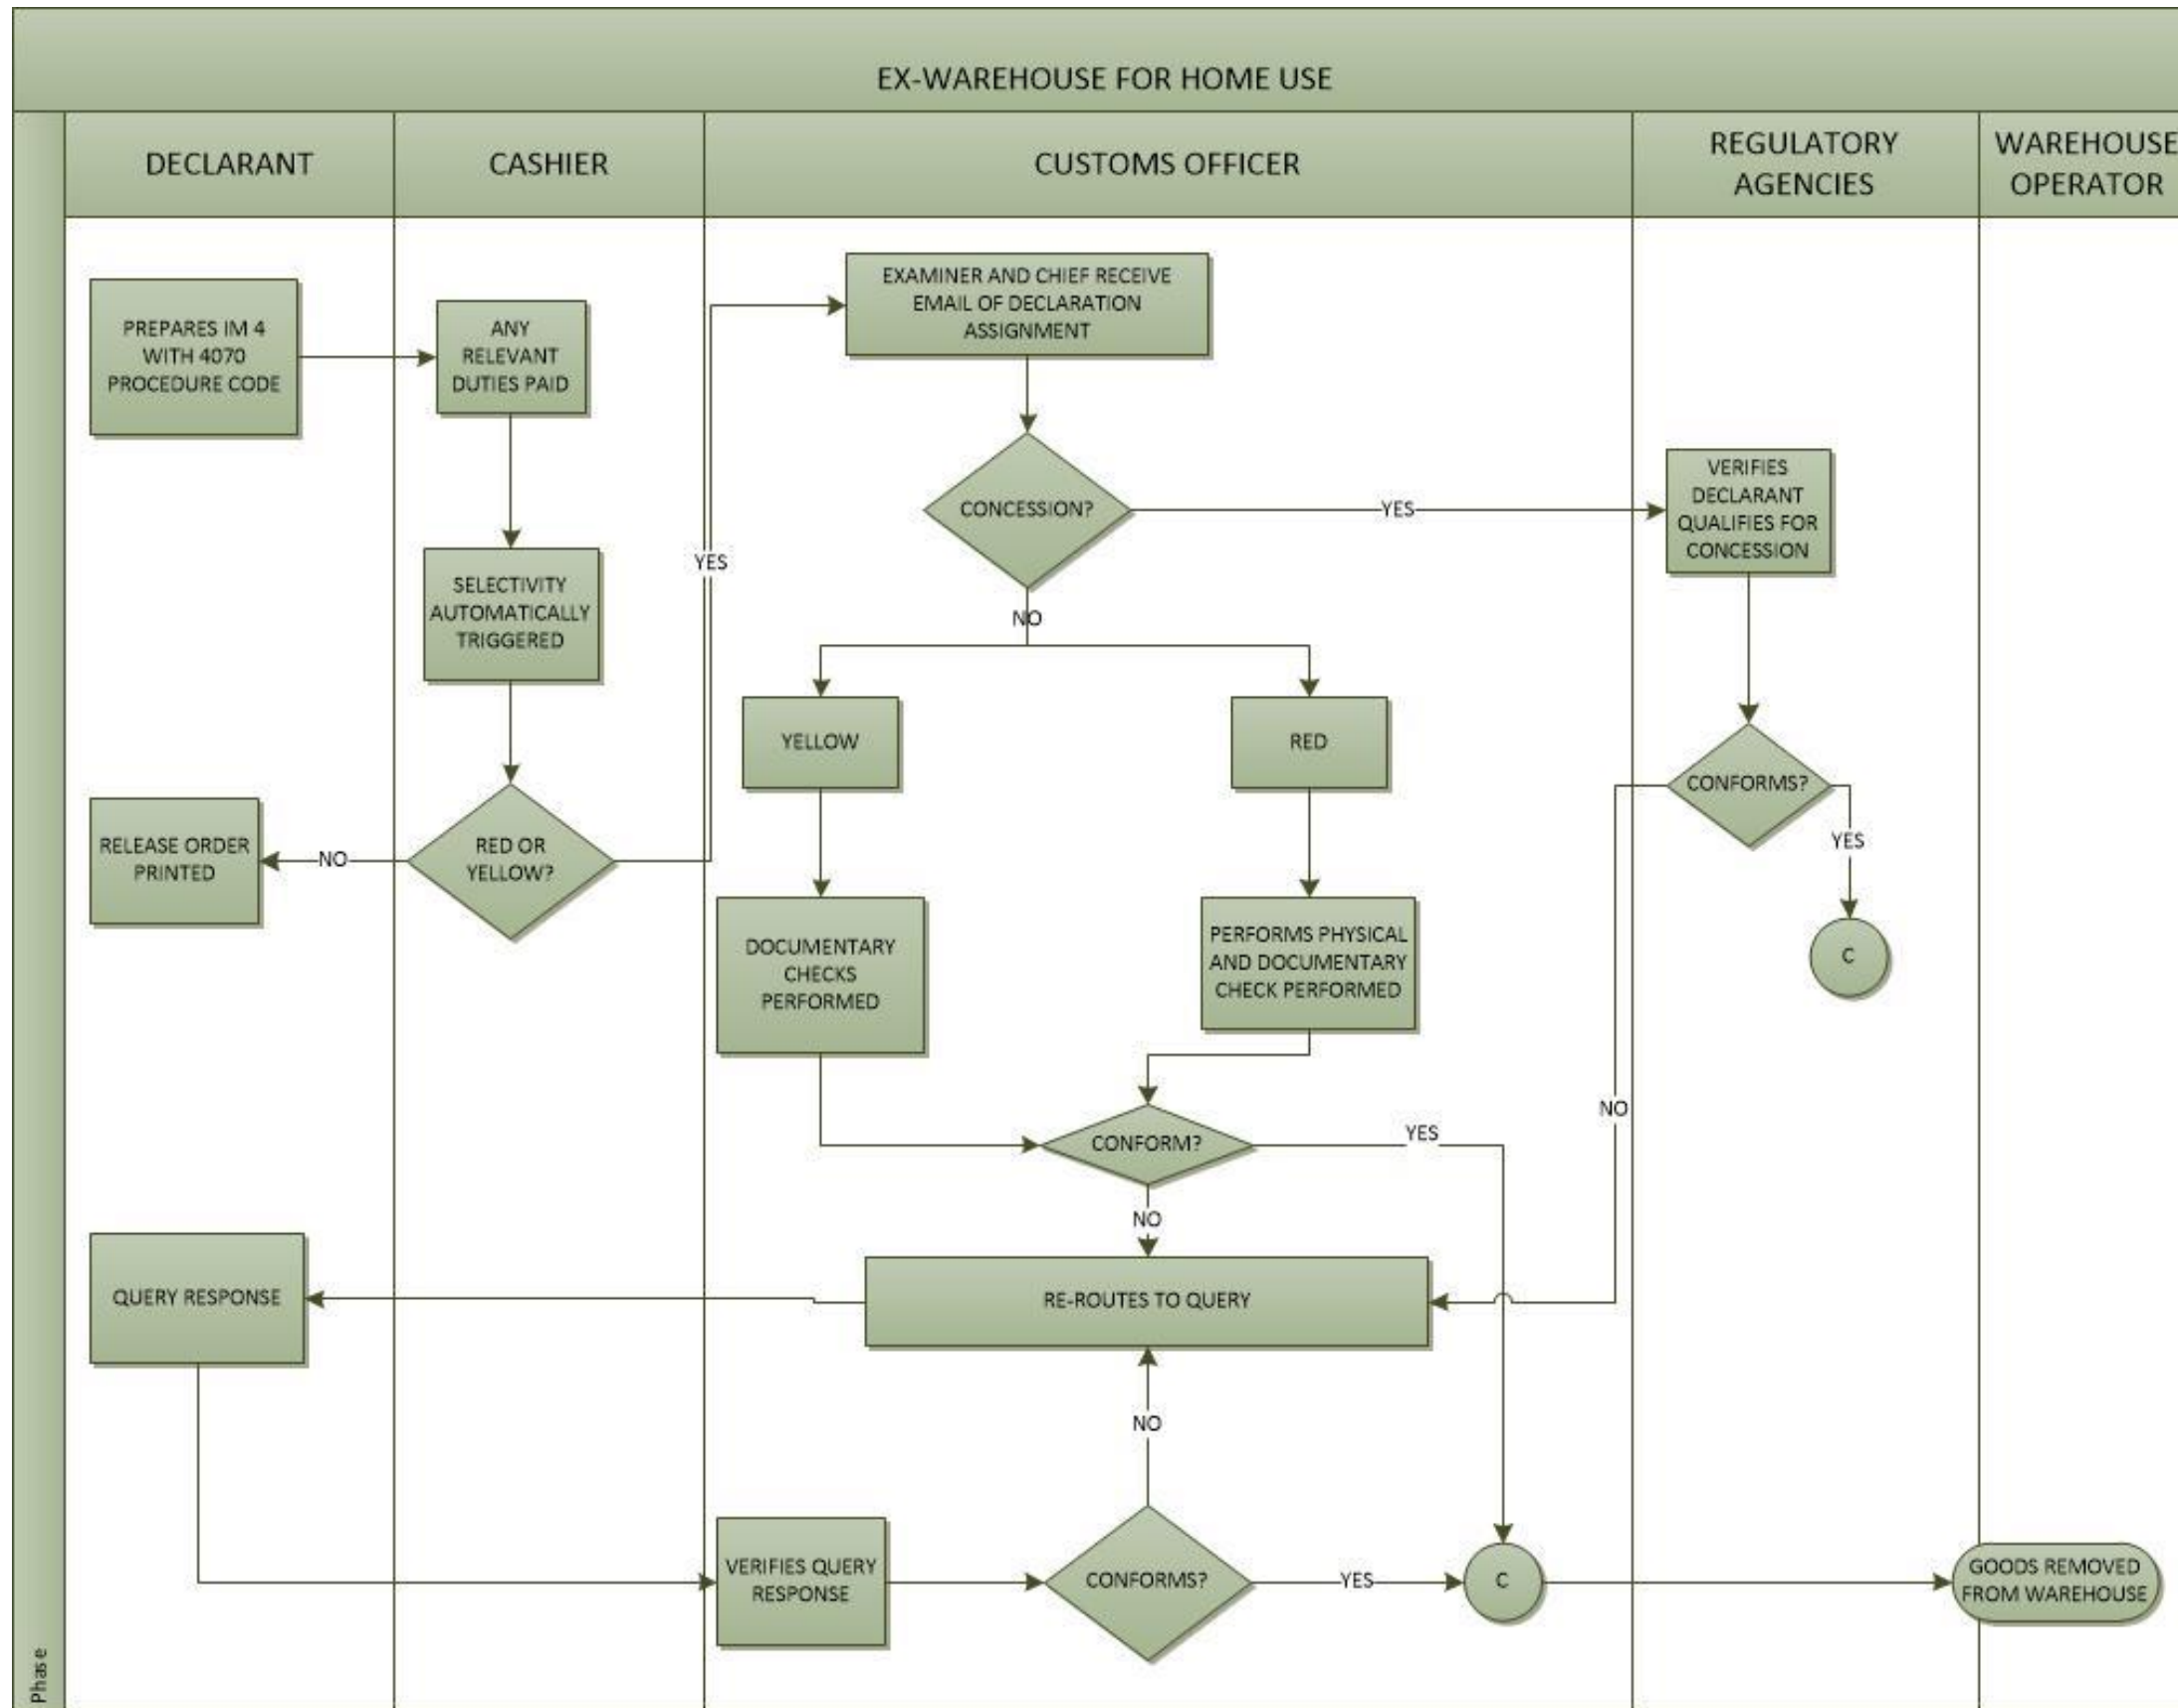 EX-WAREHOUSE FOR HOME USE
DECLARANT
CASHIER
CUSTOMS OFFICER
REGULATORY
AGENCIES
WAREHOUSE
OPERATOR
PREPARES IM 4
WITH 4070
PROCEDURE CODE
ANY
RELEVANT
DUTIES PAID
EXAMINER AND CHIEF RECEIVE
EMAIL OF DECLARATION
ASSIGNMENT
CONCESSION?
YES
VERIFIES
DECLARANT
QUALIFIES FOR
CONCESSION
SELECTIVITY
AUTOMATICALLY
TRIGGERED
YES
NO
YELLOW
RED
CONFORMS?
YES
RELEASE ORDER
PRINTED
NO
RED OR
YELLOW?
DOCUMENTARY
CHECKS
PERFORMED
PERFORMS PHYSICAL
AND DOCUMENTARY
CHECK PERFORMED
C
NO
CONFORM?
YES
NO
QUERY RESPONSE
RE-ROUTES TO QUERY
NO
VERIFIES QUERY
RESPONSE
CONFORMS?
YES
C
GOODS REMOVED
FROM WAREHOUSE
Phase